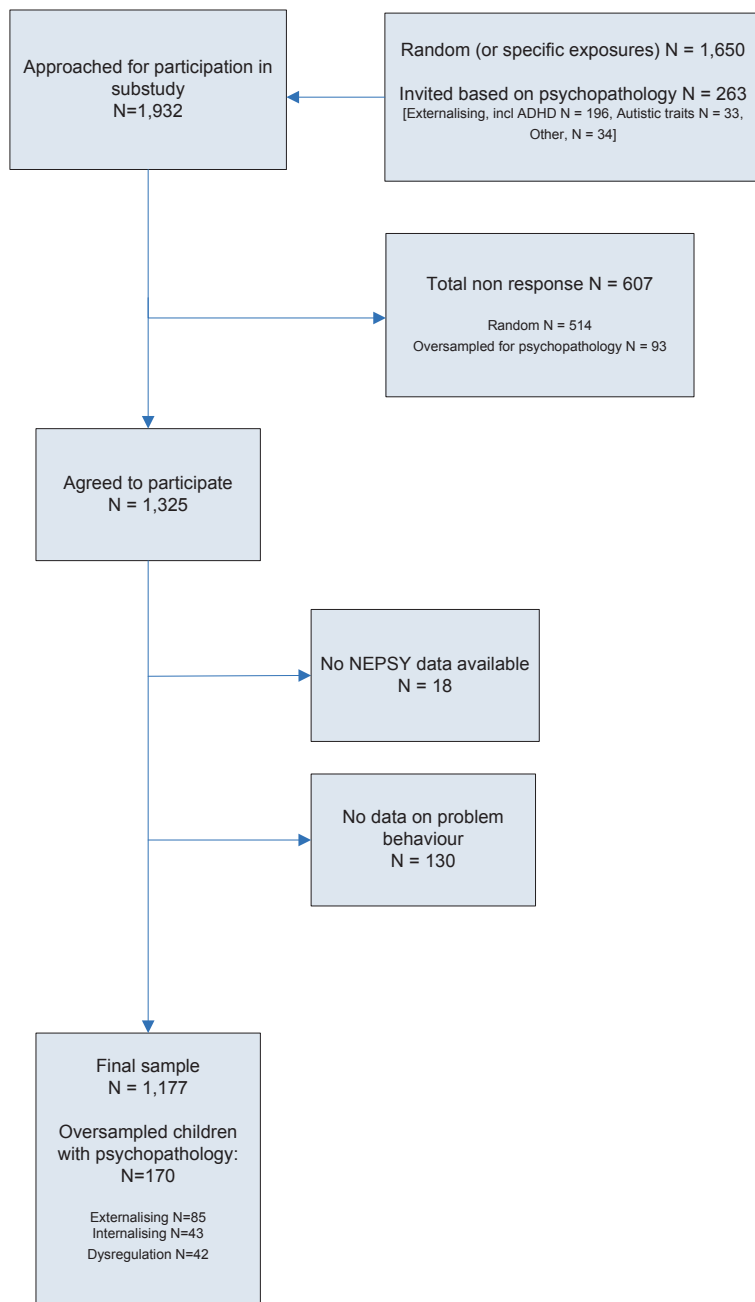 Approached for participation in
substudy
N=1,932
Random (or specific exposures) N = 1,650
Invited based on psychopathology N = 263
[Externalising, incl ADHD N = 196, Autistic traits N = 33,
Other, N = 34]
Total non response N = 607
Random N = 514
Oversampled for psychopathology N = 93
Agreed to participate
N = 1,325
No NEPSY data available
N = 18
No data on problem
behaviour
N = 130
Final sample
N = 1,177
Oversampled children
with psychopathology:
N=170
Externalising N=85
Internalising N=43
Dysregulation N=42